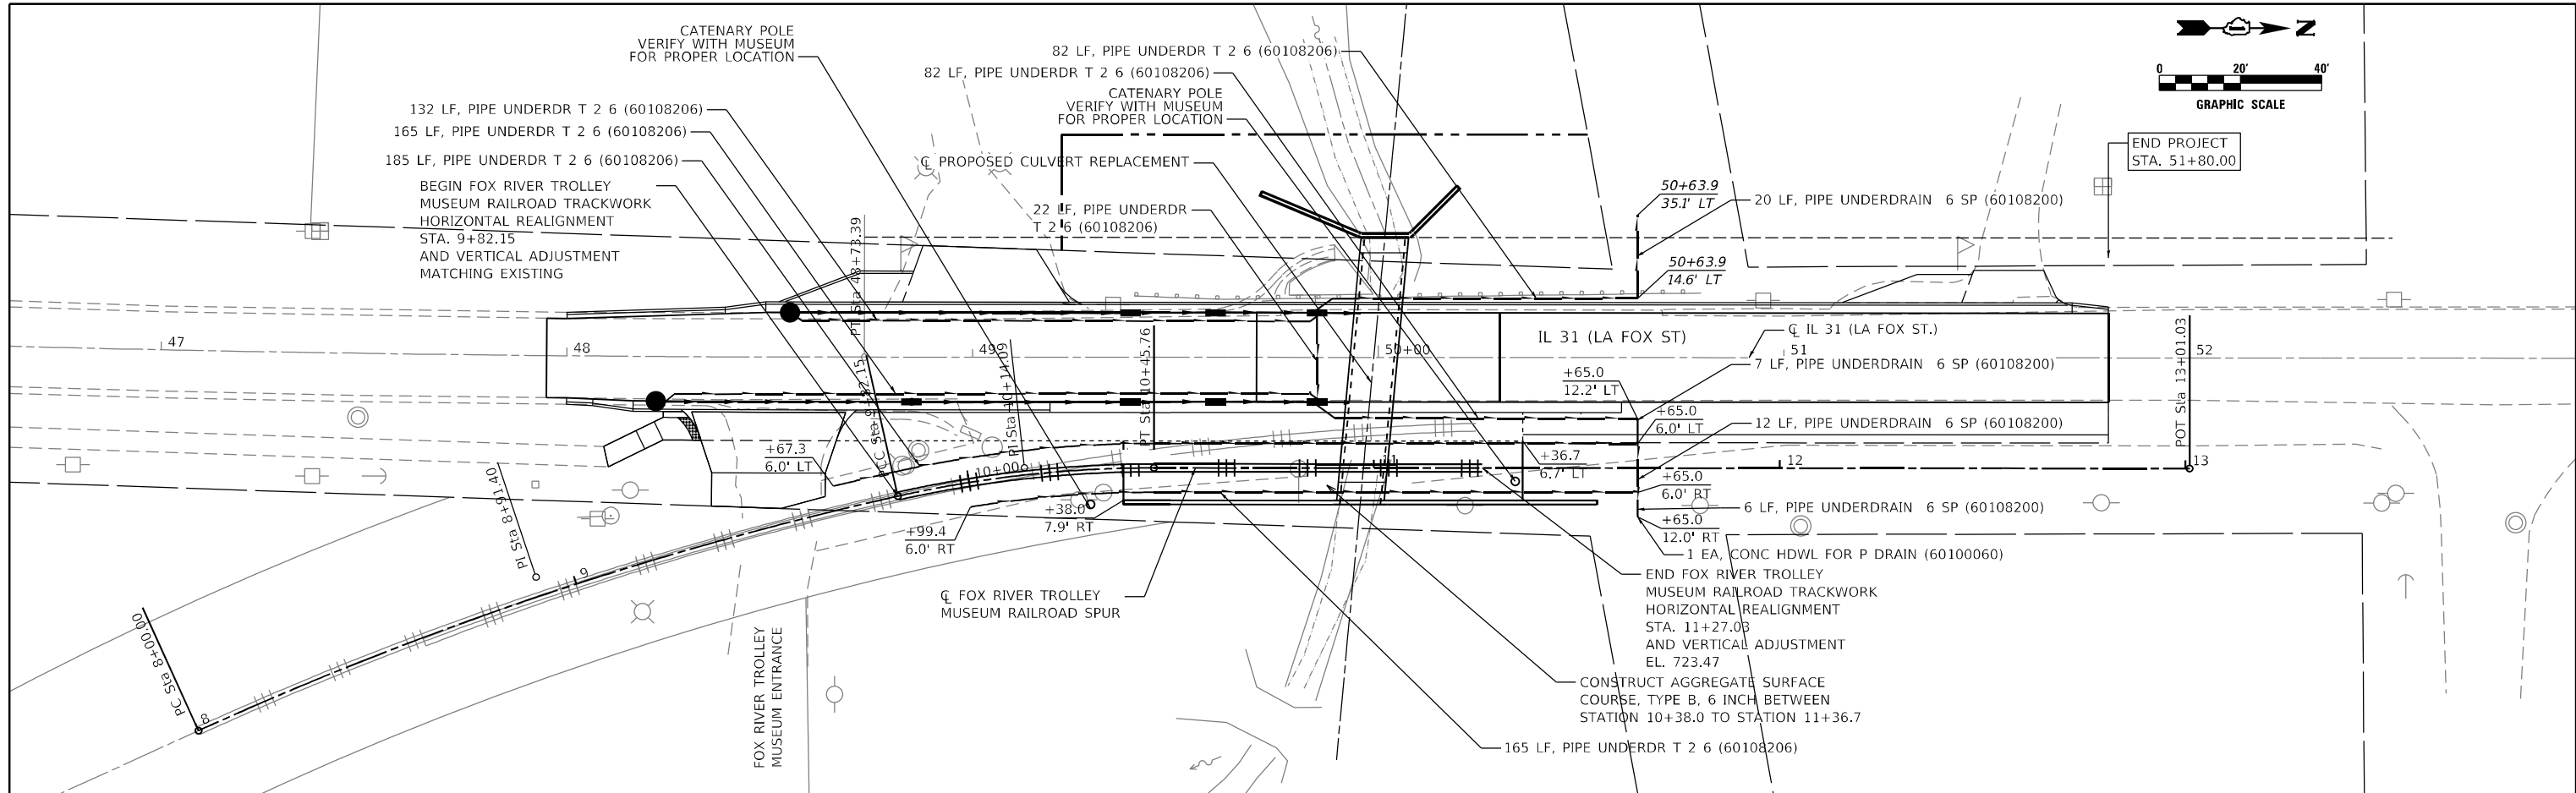 CATENARY POLE
VERIFY WITH MUSEUM
FOR PROPER LOCATION
82 LF, PIPE UNDERDR T 2 6 (60108206)
82 LF, PIPE UNDERDR T 2 6 (60108206)
CATENARY POLE
VERIFY WITH MUSEUM
FOR PROPER LOCATION
N
0 20' 40'
GRAPHIC SCALE
132 LF, PIPE UNDERDR T 2 6 (60108206)
165 LF, PIPE UNDERDR T 2 6 (60108206)
185 LF, PIPE UNDERDR T 2 6 (60108206)
BEGIN FOX RIVER TROLLEY
MUSEUM RAILROAD TRACKWORK
HORIZONTAL REALIGNMENT
STA. 9+82.15
AND VERTICAL ADJUSTMENT
MATCHING EXISTING
℄ PROPOSED CULVERT REPLACEMENT
22 LF, PIPE UNDERDR
T 2 6 (60108206)
END PROJECT
STA. 51+80.00
50+63.9
35.1' LT
20 LF, PIPE UNDERDRAIN 6 SP (60108200)
50+63.9
14.6' LT
PT Sta 48+73.39
47
48
49
50+00
IL 31 (LA FOX ST)
℄ IL 31 (LA FOX ST.)
51
52
7 LF, PIPE UNDERDRAIN 6 SP (60108200)
PCC Sta 9+82.15
PI Sta 10+14.09
PT Sta 10+45.76
POT Sta 13+01.03
+65.0
12.2' LT
+65.0
6.0' LT
12 LF, PIPE UNDERDRAIN 6 SP (60108200)
+67.3
6.0' LT
10+00
11
+36.7
6.7' LT
12
13
+65.0
6.0' RT
6 LF, PIPE UNDERDRAIN 6 SP (60108200)
+65.0
12.0' RT
1 EA, CONC HDWL FOR P DRAIN (60100060)
PI Sta 8+91.40
+99.4
6.0' RT
+38.0
7.9' RT
9
PC Sta 8+00.00
8
℄ FOX RIVER TROLLEY
MUSEUM RAILROAD SPUR
END FOX RIVER TROLLEY
MUSEUM RAILROAD TRACKWORK
HORIZONTAL REALIGNMENT
STA. 11+27.03
AND VERTICAL ADJUSTMENT
EL. 723.47
FOX RIVER TROLLEY
MUSEUM ENTRANCE
CONSTRUCT AGGREGATE SURFACE
COURSE, TYPE B, 6 INCH BETWEEN
STATION 10+38.0 TO STATION 11+36.7
165 LF, PIPE UNDERDR T 2 6 (60108206)